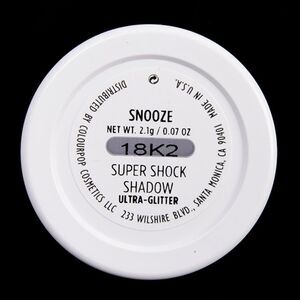 SNOOZE
NET WT. 2.1g / 0.07 OZ
18K2
SUPER SHOCK
SHADOW
ULTRA-GLITTER
DISTRIBUTED BY COLOURPOP COSMETICS LLC 233 WILSHIRE BLVD., SANTA MONICA, CA 90401 MADE IN U.S.A.